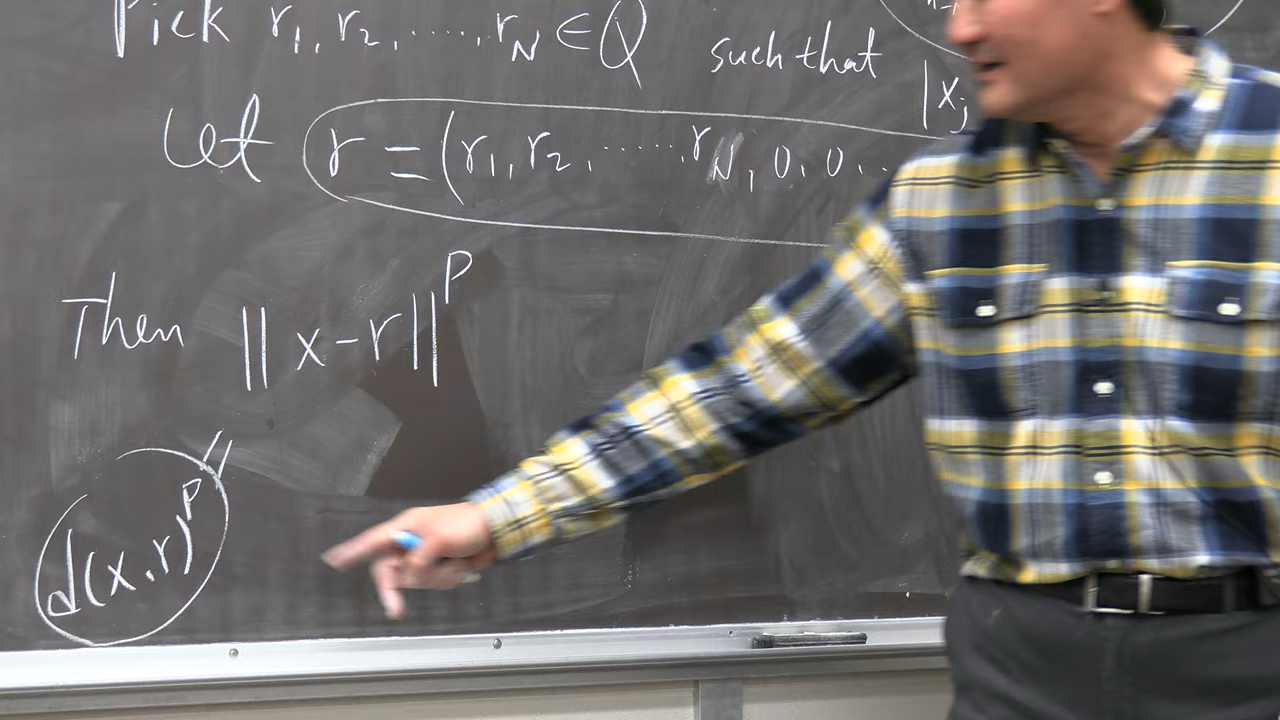 Pick r₁, r₂, ....., r_N ∈ Q such that
|x_j
Let r = (r₁, r₂, ...... r_N, 0, 0, ..
Then ||x-r||^p
d(x,r)^p